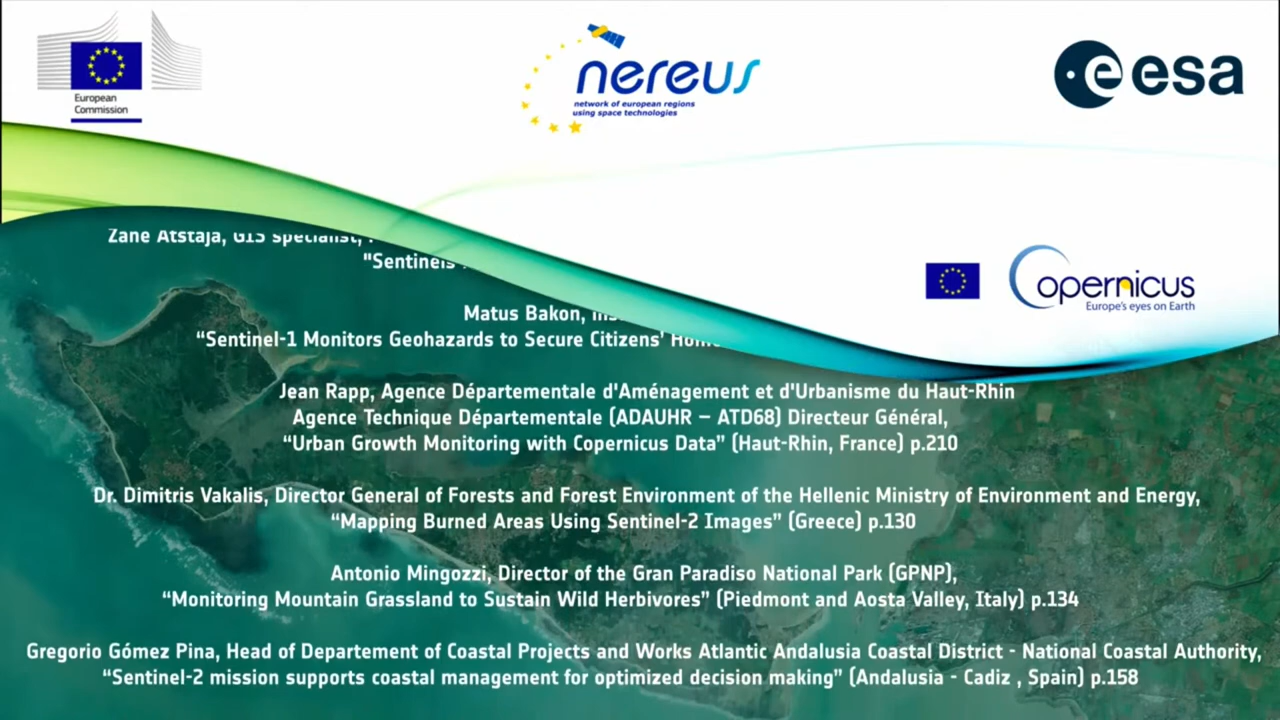 European
Commission
nereus
network of european regions
using space technologies
esa
Copernicus
Europe's eyes on Earth
Zane Atstaja, GIS specialist,
"Sentinels
Matus Bakon,
“Sentinel-1 Monitors Geohazards to Secure Citizens'
Jean Rapp, Agence Départementale d'Aménagement et d'Urbanisme du Haut-Rhin
Agence Technique Départementale (ADAUHR – ATD68) Directeur Général,
“Urban Growth Monitoring with Copernicus Data” (Haut-Rhin, France) p.210
Dr. Dimitris Vakalis, Director General of Forests and Forest Environment of the Hellenic Ministry of Environment and Energy,
“Mapping Burned Areas Using Sentinel-2 Images” (Greece) p.130
Antonio Mingozzi, Director of the Gran Paradiso National Park (GPNP),
“Monitoring Mountain Grassland to Sustain Wild Herbivores” (Piedmont and Aosta Valley, Italy) p.134
Gregorio Gómez Pina, Head of Departement of Coastal Projects and Works Atlantic Andalusia Coastal District - National Coastal Authority,
“Sentinel-2 mission supports coastal management for optimized decision making” (Andalusia - Cadiz , Spain) p.158